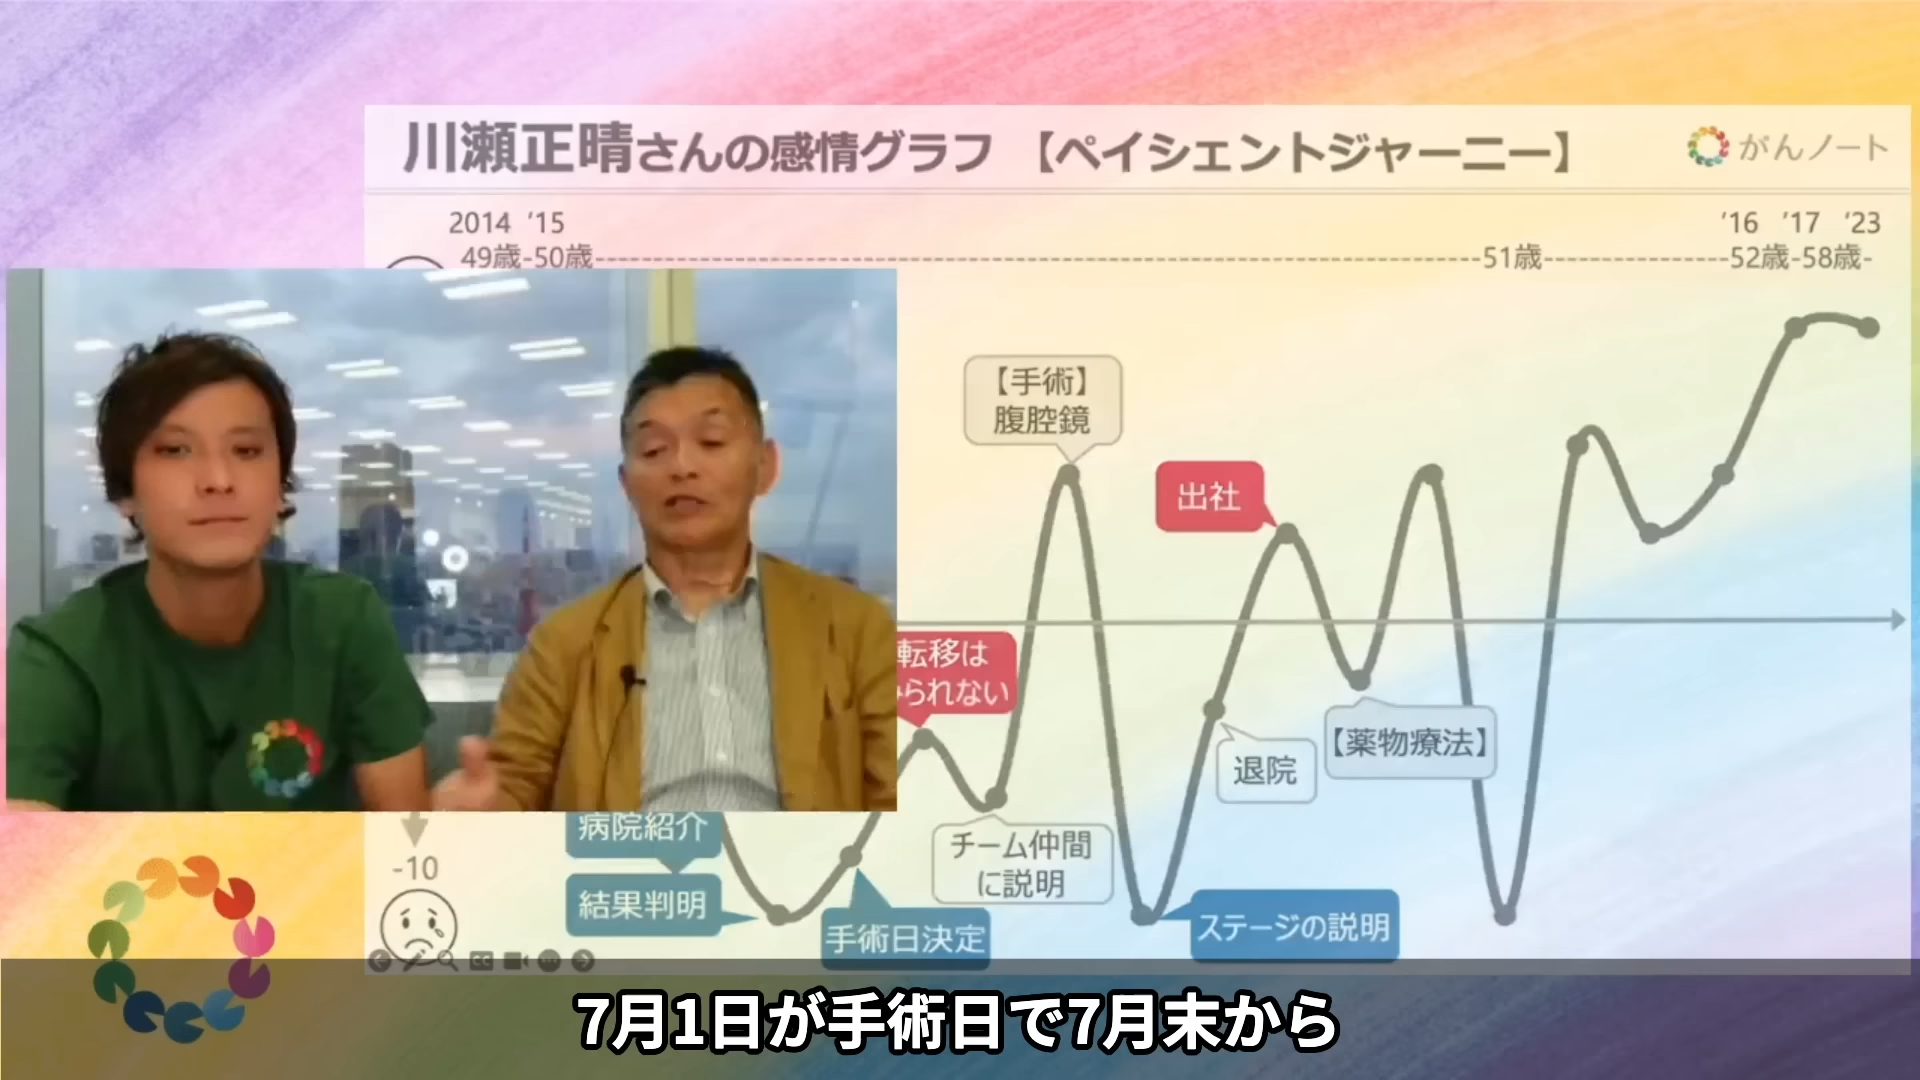 川瀬正晴さんの感情グラフ 【ペイシェントジャーニー】
がんノート
2014 '15
'16 '17 '23
49歳-50歳
51歳
52歳-58歳-
【手術】
腹腔鏡
出社
転移は
られない
退院
【薬物療法】
チーム仲間
に説明
病院紹介
-10
結果判明
手術日決定
ステージの説明
CC
7月1日が手術日で7月末から